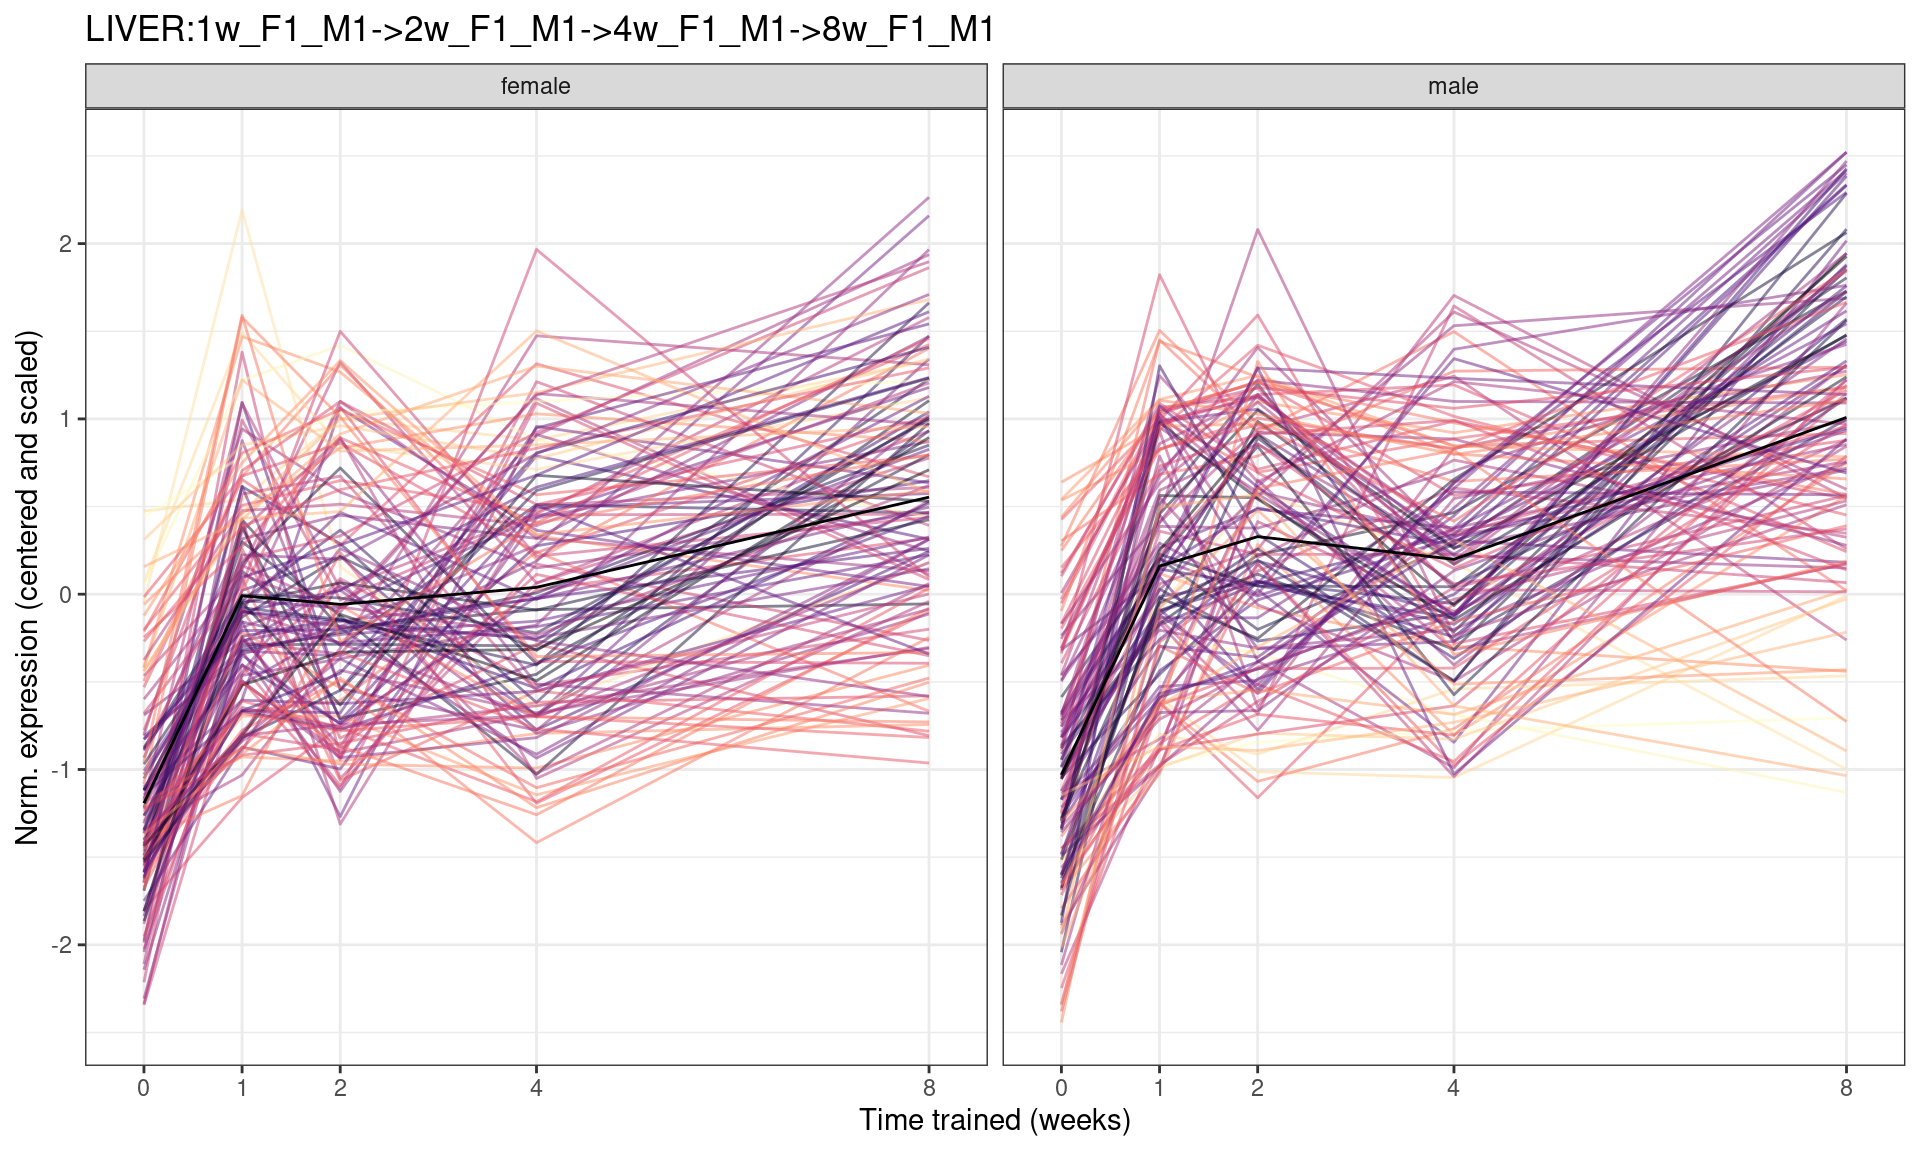 LIVER:1w_F1_M1->2w_F1_M1->4w_F1_M1->8w_F1_M1
female
male
Norm. expression (centered and scaled)
2
1
0
-1
-2
0 1 2 4 8
0 1 2 4 8
Time trained (weeks)